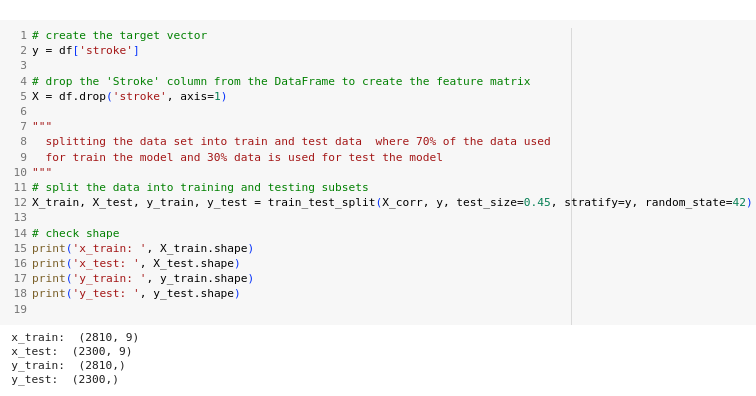 1 # create the target vector
2 y = df['stroke']
3
4 # drop the 'Stroke' column from the DataFrame to create the feature matrix
5 X = df.drop('stroke', axis=1)
6
7 """
8   splitting the data set into train and test data  where 70% of the data used
9   for train the model and 30% data is used for test the model
10 """
11 # split the data into training and testing subsets
12 X_train, X_test, y_train, y_test = train_test_split(X_corr, y, test_size=0.45, stratify=y, random_state=42)
13
14 # check shape
15 print('x_train: ', X_train.shape)
16 print('x_test: ', X_test.shape)
17 print('y_train: ', y_train.shape)
18 print('y_test: ', y_test.shape)
19
x_train:  (2810, 9)
x_test:  (2300, 9)
y_train:  (2810,)
y_test:  (2300,)